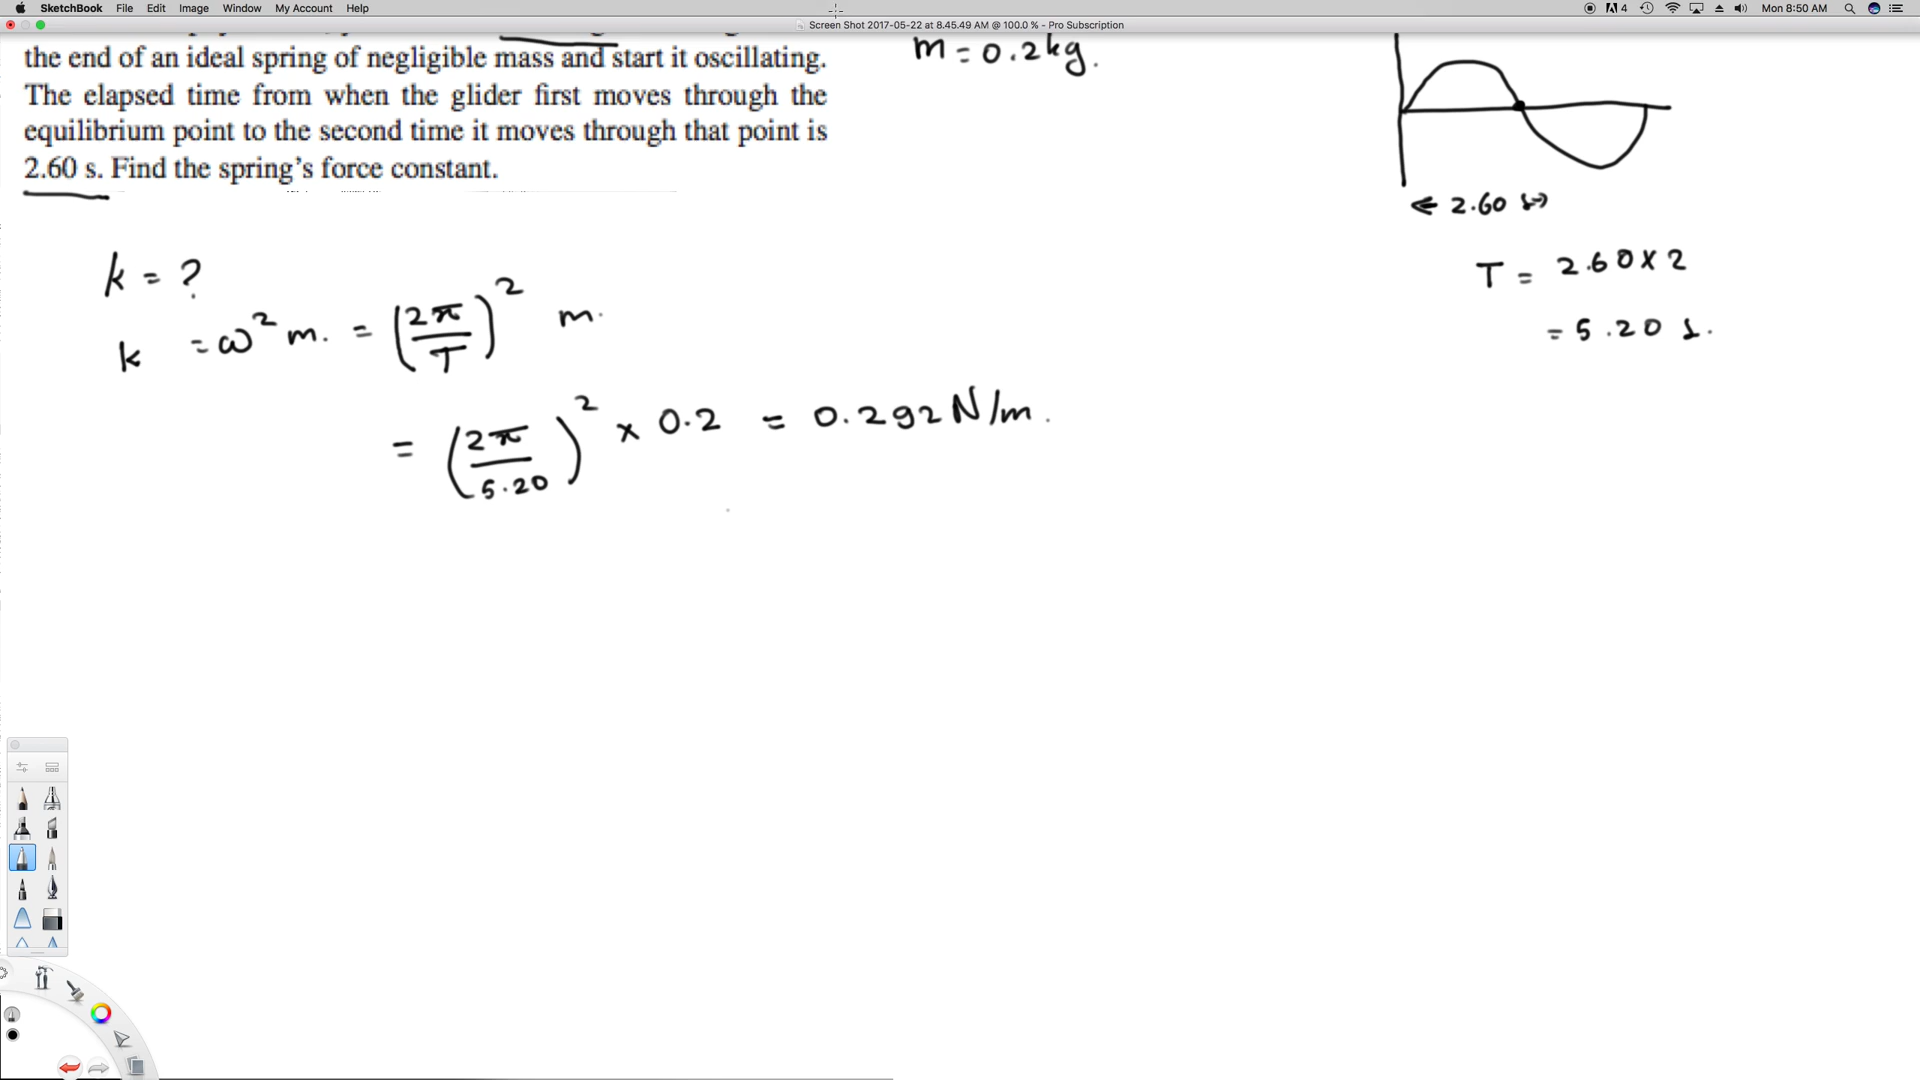 SketchBook File Edit Image Window My Account Help 4 Mon 8:50 AM
Screen Shot 2017-05-22 at 8.45.49 AM @ 100.0 % - Pro Subscription
the end of an ideal spring of negligible mass and start it oscillating.
The elapsed time from when the glider first moves through the
equilibrium point to the second time it moves through that point is
2.60 s. Find the spring's force constant.
m = 0.2 kg.
2.60 s
T = 2.60 x 2
= 5.20 s.
k = ?
k = ω² m. = (2π/T)² m.
= (2π/5.20)² x 0.2 = 0.292 N/m.